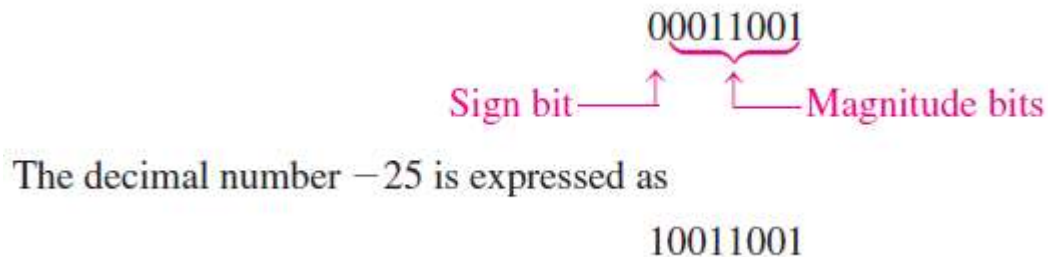 00011001
Sign bit Magnitude bits
The decimal number −25 is expressed as
10011001